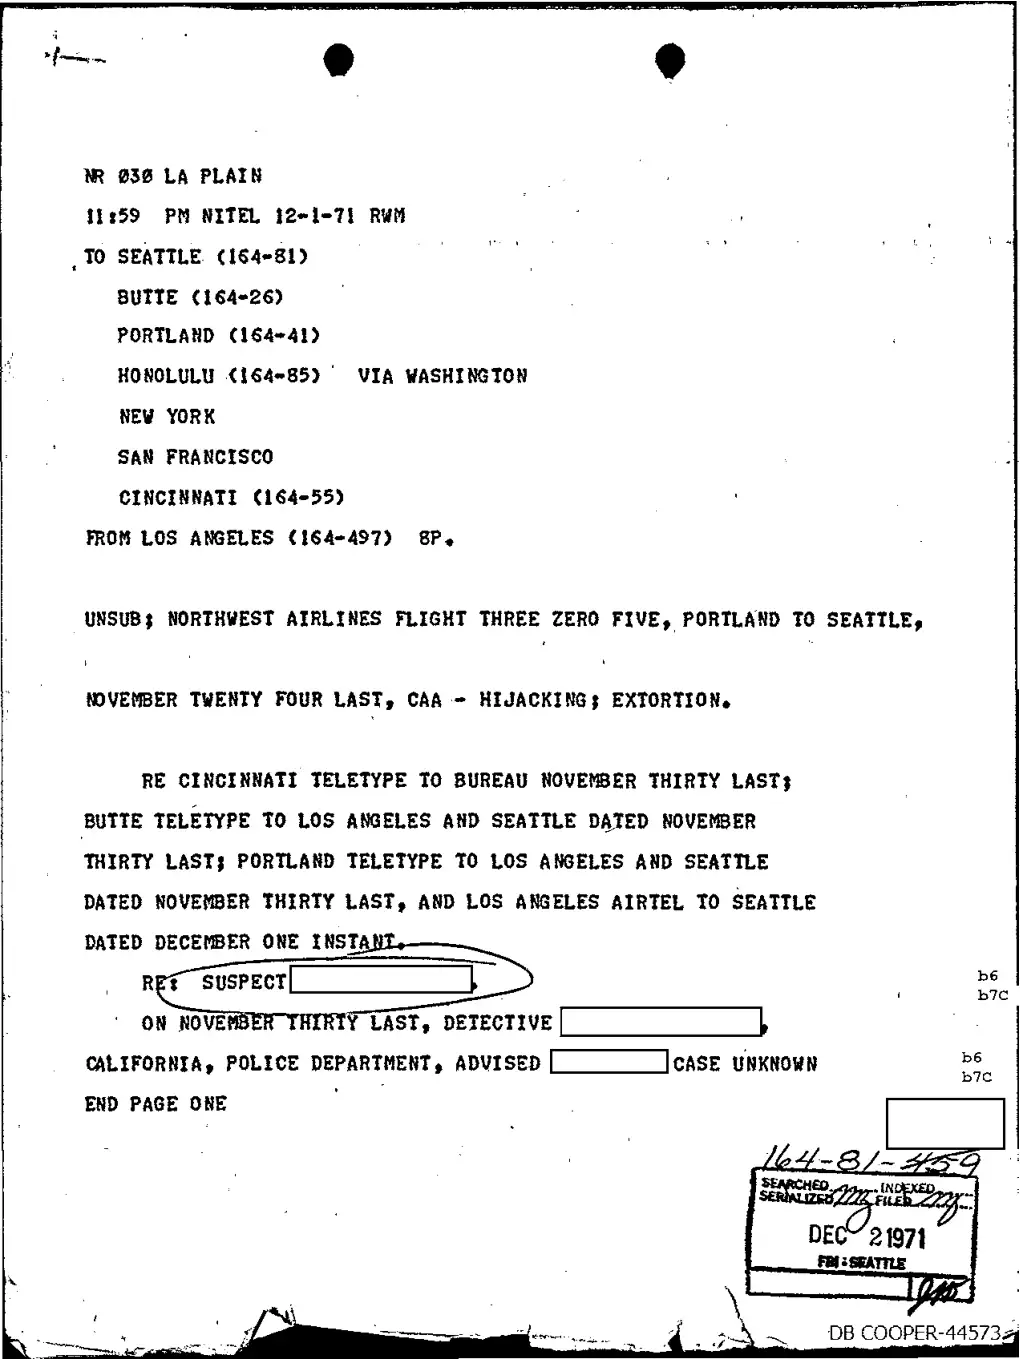 NR 030 LA PLAIN
11:59 PM NITEL 12-1-71 RWM
TO SEATTLE (164-81)
BUTTE (164-26)
PORTLAND (164-41)
HONOLULU (164-85) VIA WASHINGTON
NEW YORK
SAN FRANCISCO
CINCINNATI (164-55)
FROM LOS ANGELES (164-497) 8P.
UNSUB; NORTHWEST AIRLINES FLIGHT THREE ZERO FIVE, PORTLAND TO SEATTLE,
NOVEMBER TWENTY FOUR LAST, CAA - HIJACKING; EXTORTION.
RE CINCINNATI TELETYPE TO BUREAU NOVEMBER THIRTY LAST;
BUTTE TELETYPE TO LOS ANGELES AND SEATTLE DATED NOVEMBER
THIRTY LAST; PORTLAND TELETYPE TO LOS ANGELES AND SEATTLE
DATED NOVEMBER THIRTY LAST, AND LOS ANGELES AIRTEL TO SEATTLE
DATED DECEMBER ONE INSTANT.
RE: SUSPECT .
b6
b7C
ON NOVEMBER THIRTY LAST, DETECTIVE ,
CALIFORNIA, POLICE DEPARTMENT, ADVISED CASE UNKNOWN
b6
b7C
END PAGE ONE
164-81-459
SEARCHED INDEXED
SERIALIZED FILED
DEC 2 1971
FBI : SEATTLE
DB COOPER-44573